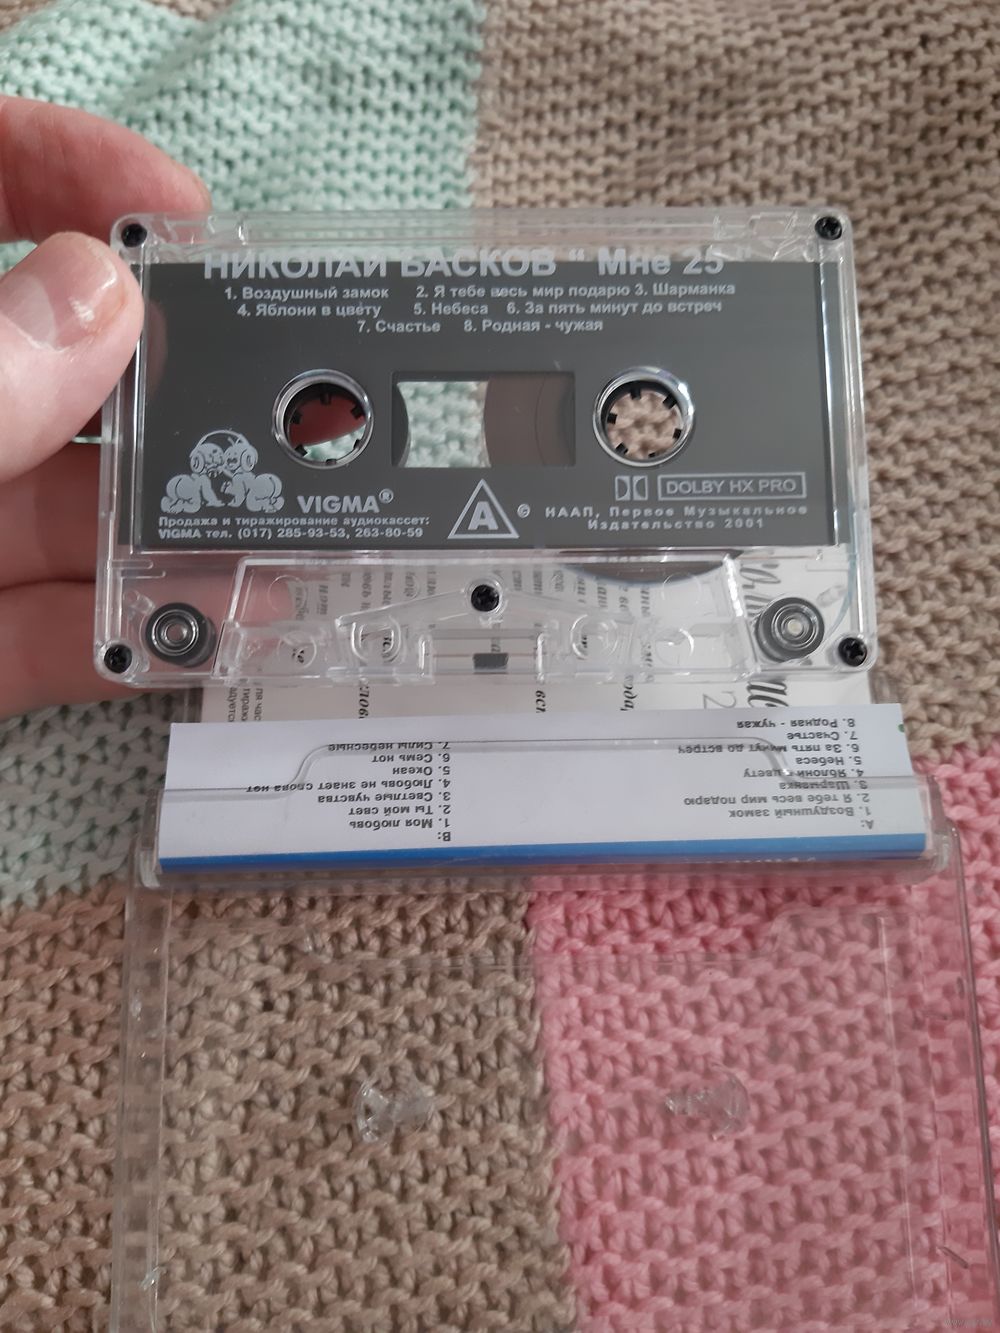 НИКОЛАЙ БАСКОВ " Мне 25 "
1. Воздушный замок 2. Я тебе весь мир подарю 3. Шарманка
4. Яблони в цвету 5. Небеса 6. За пять минут до встреч
7. Счастье 8. Родная - чужая
VIGMA®
Продажа и тиражирование аудиокассет:
VIGMA тел. (017) 285-93-53, 263-80-59
A
DOLBY HX PRO
© НААП, Первое Музыкальное
Издательство 2001
A:
1. Воздушный замок
2. Я тебе весь мир подарю
3. Шарманка
4. Яблони в цвету
5. Небеса
6. За пять минут до встреч
7. Счастье
8. Родная - чужая
B:
1. Моя любовь
2. Ты мой свет
3. Светлые чувства
4. Любовь не знает слова нет
5. Океан
6. Семь нот
7. Силы небесные